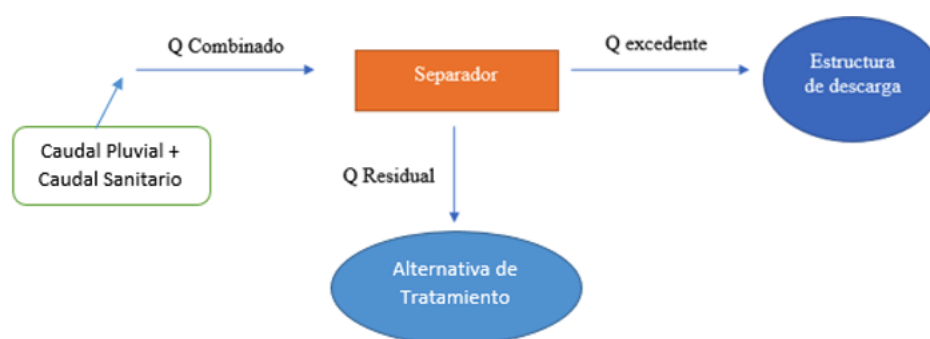 Q Combinado
Separador
Q excedente
Estructura
de descarga
Caudal Pluvial +
Caudal Sanitario
Q Residual
Alternativa de
Tratamiento